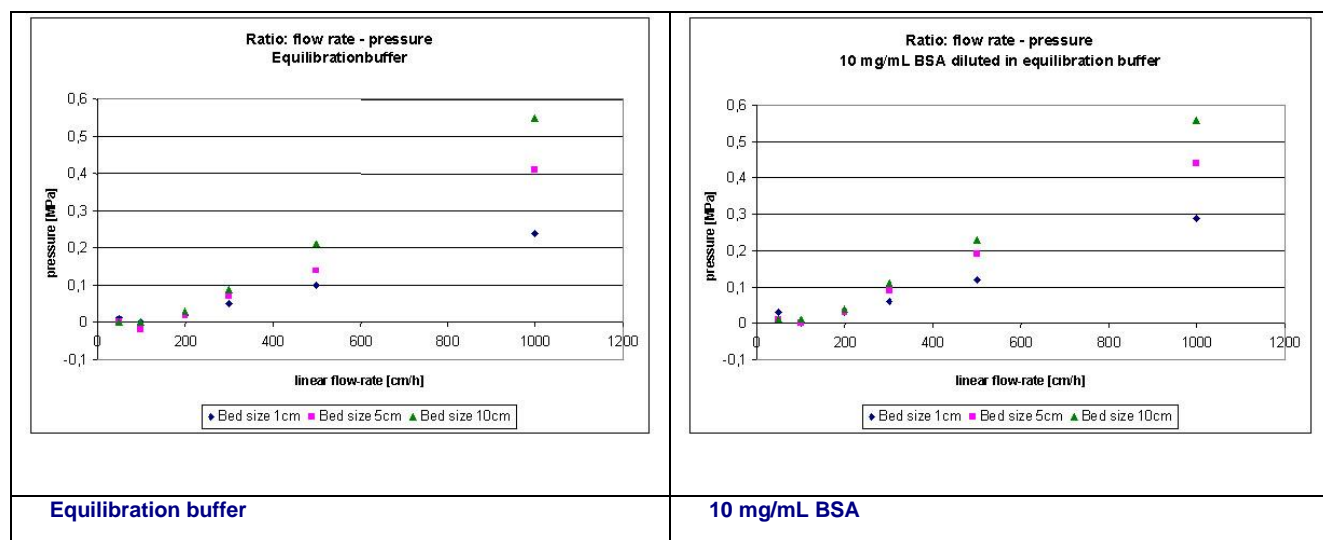 Ratio: flow rate - pressure
Equilibrationbuffer
0,6
0,5
0,4
0,3
0,2
0,1
0
-0,1
pressure [MPa]
0 200 400 600 800 1000 1200
linear flow-rate [cm/h]
Bed size 1cm Bed size 5cm Bed size 10cm
Ratio: flow rate - pressure
10 mg/mL BSA diluted in equilibration buffer
0,6
0,5
0,4
0,3
0,2
0,1
0
-0,1
pressure [MPa]
0 200 400 600 800 1000 1200
linear flow-rate [cm/h]
Bed size 1cm Bed size 5cm Bed size 10cm
Equilibration buffer
10 mg/mL BSA